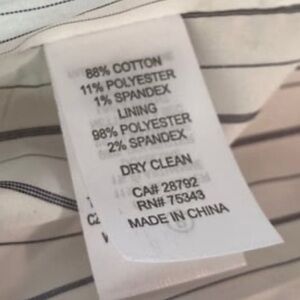 88% COTTON
11% POLYESTER
1% SPANDEX
LINING
98% POLYESTER
2% SPANDEX
DRY CLEAN
CA# 28792
RN# 75343
MADE IN CHINA